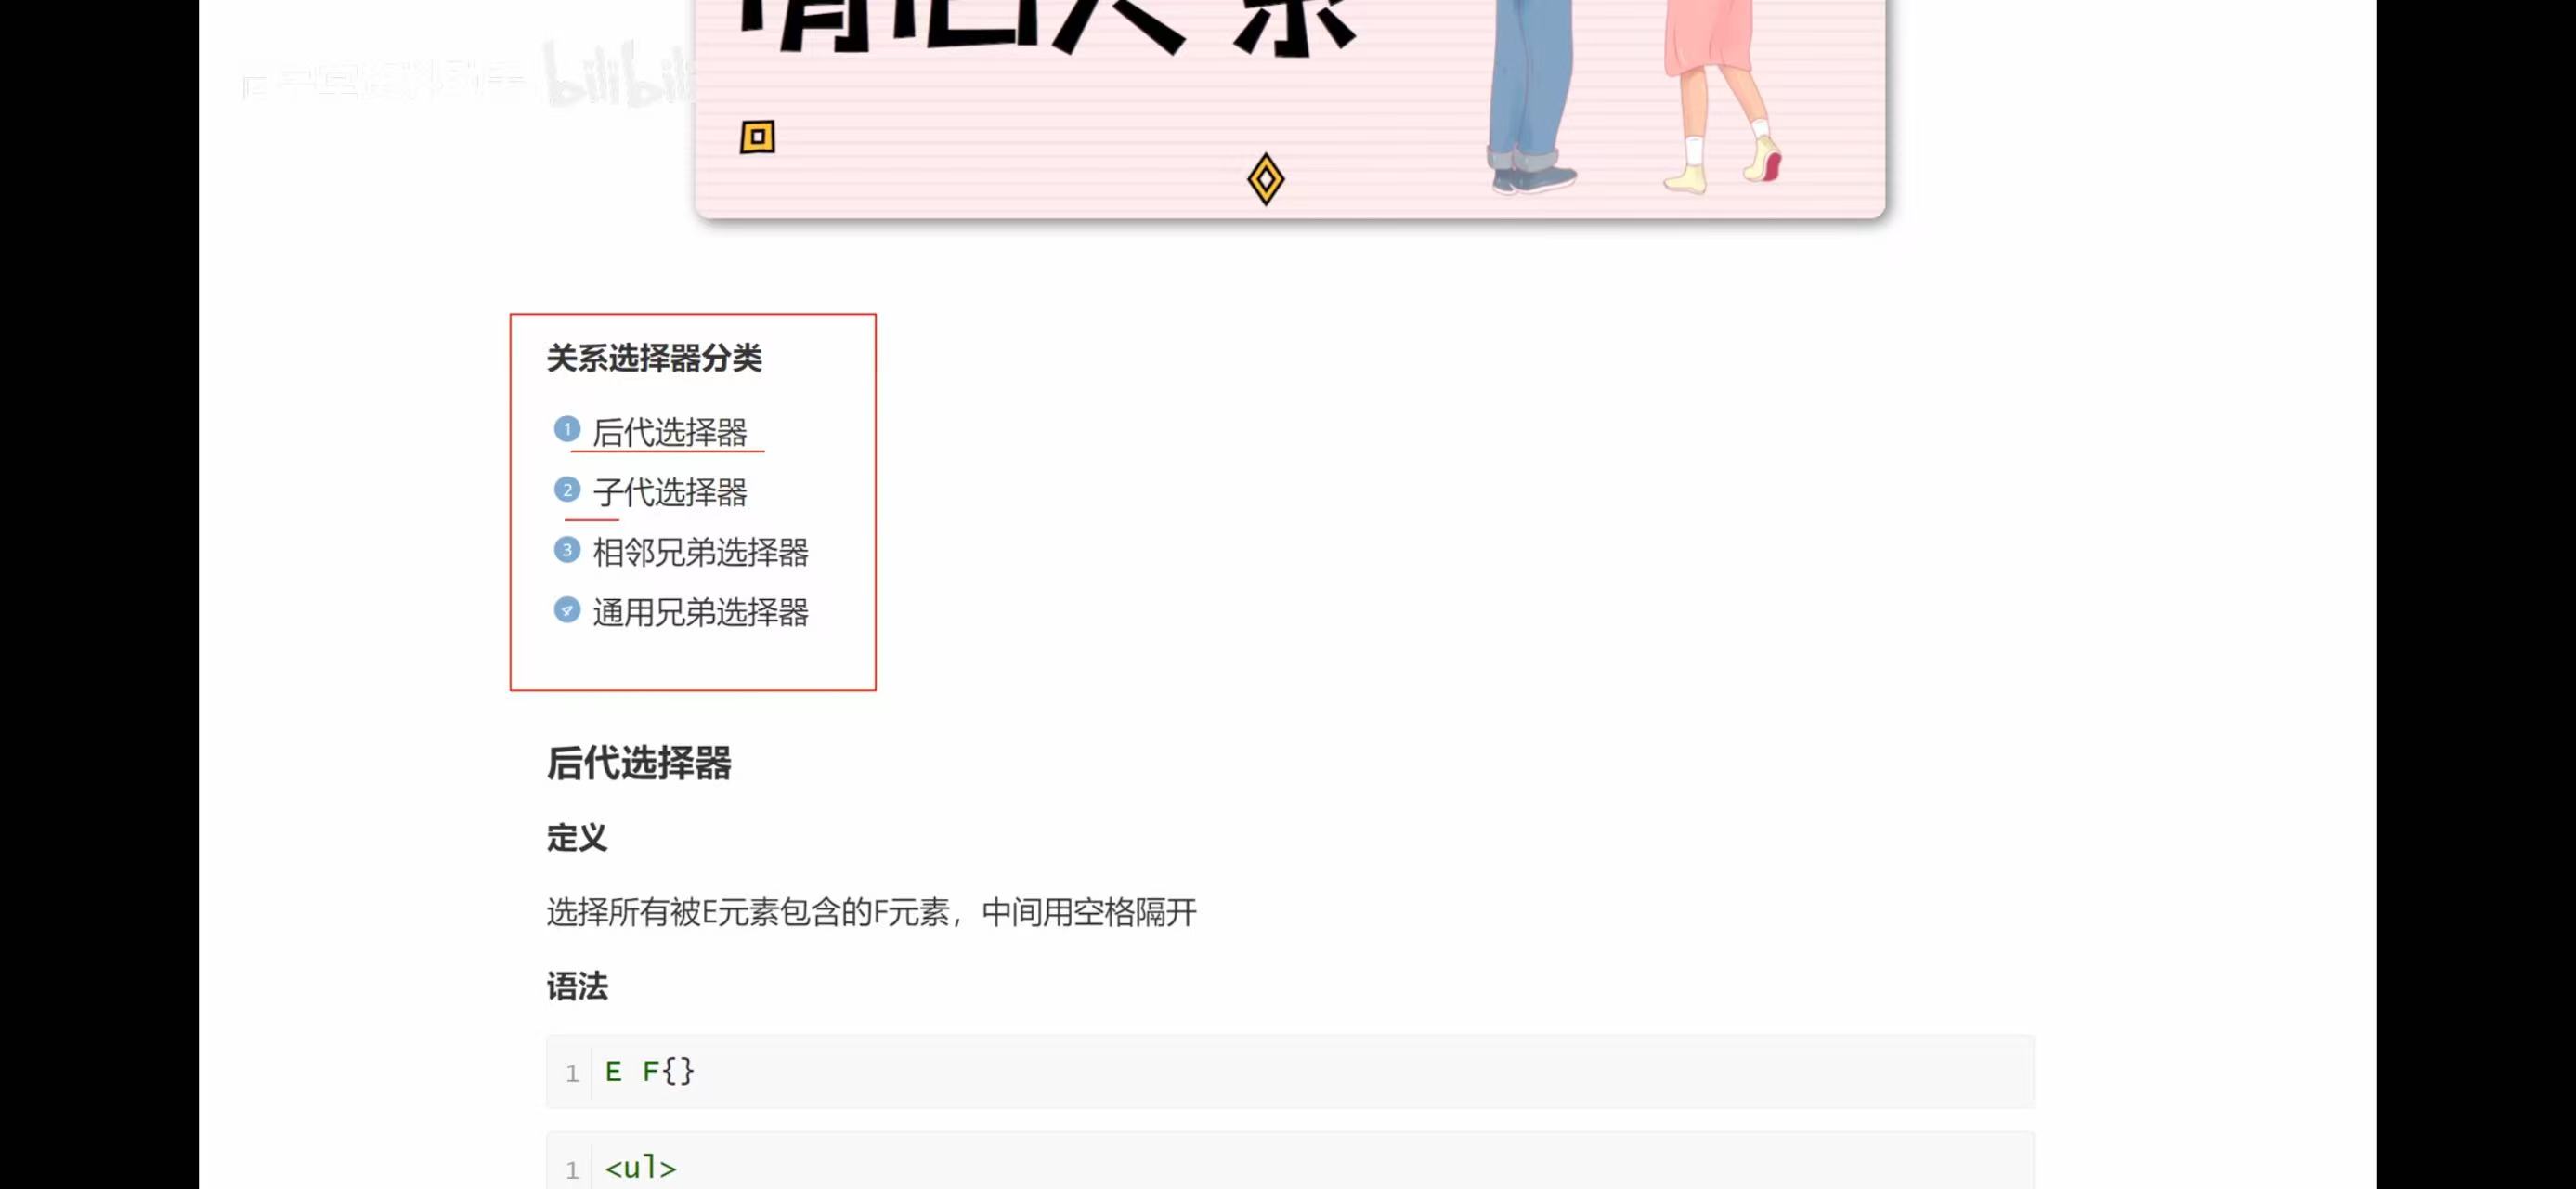 bilibili
关系选择器分类
1 后代选择器
2 子代选择器
3 相邻兄弟选择器
4 通用兄弟选择器
后代选择器
定义
选择所有被E元素包含的F元素，中间用空格隔开
语法
1 E F{}
1 <ul>